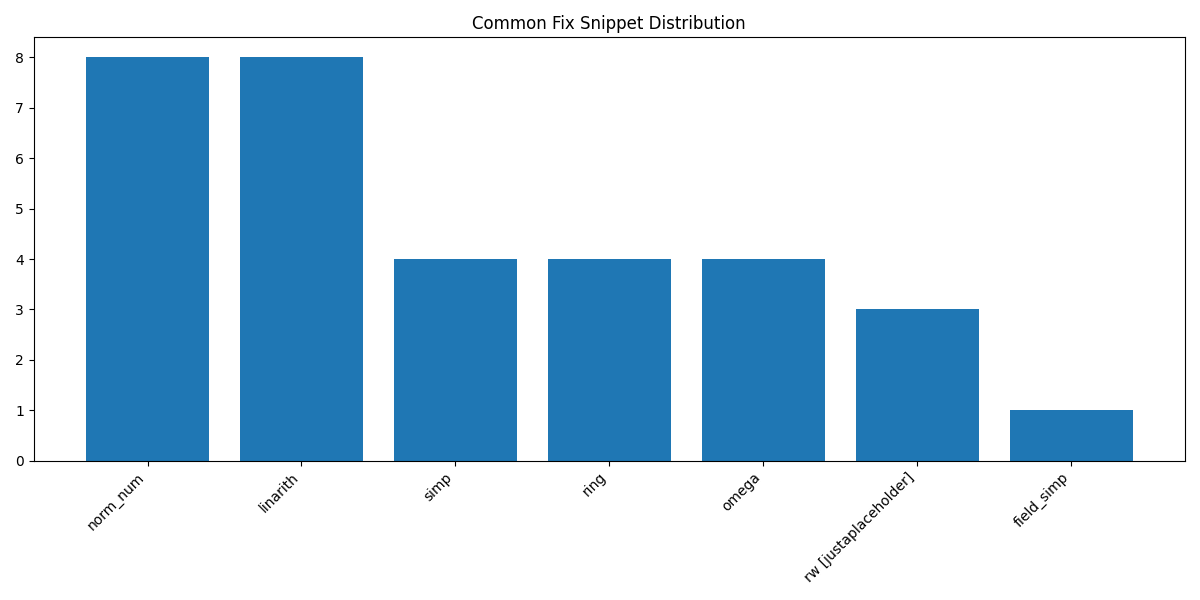 Common Fix Snippet Distribution
8
7
6
5
4
3
2
1
0
norm_num
linarith
simp
ring
omega
rw [justaplaceholder]
field_simp